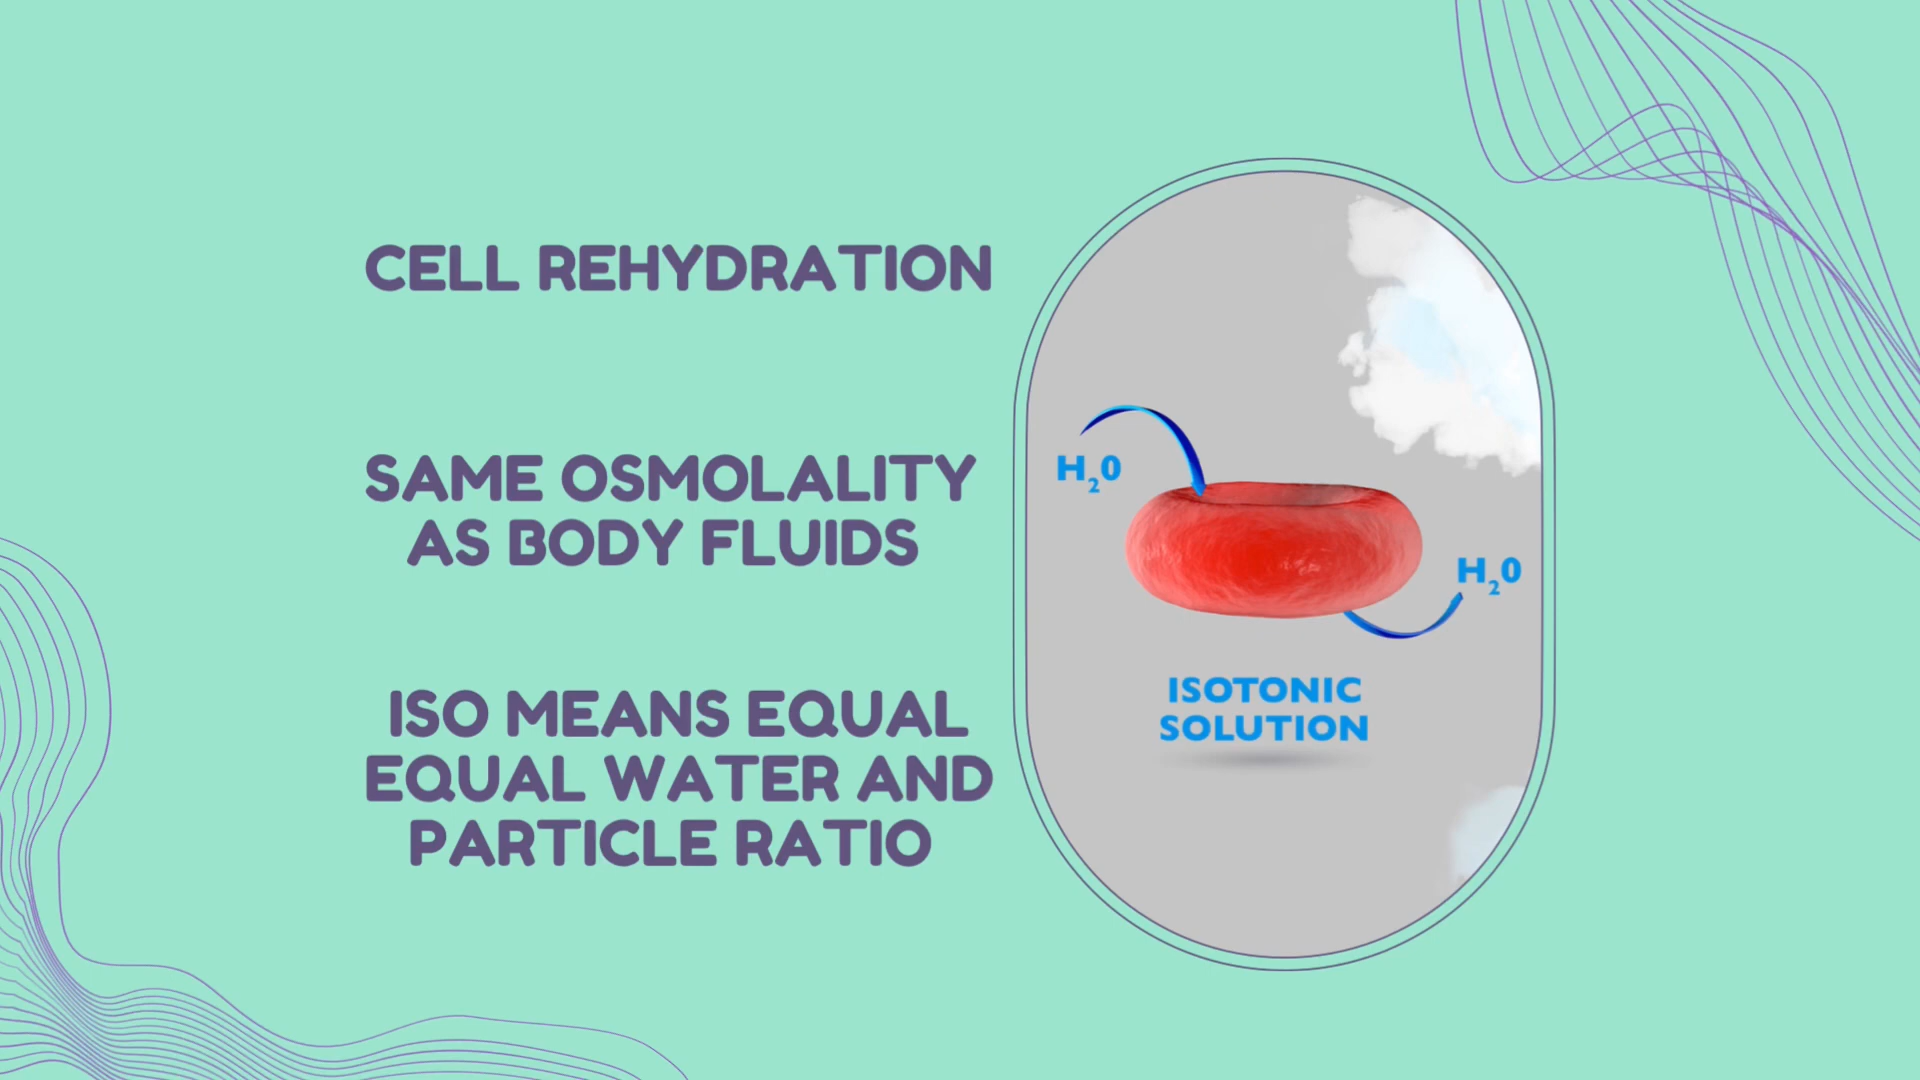 CELL REHYDRATION
SAME OSMOLALITY
AS BODY FLUIDS
ISO MEANS EQUAL
EQUAL WATER AND
PARTICLE RATIO
H₂0
H₂0
ISOTONIC
SOLUTION